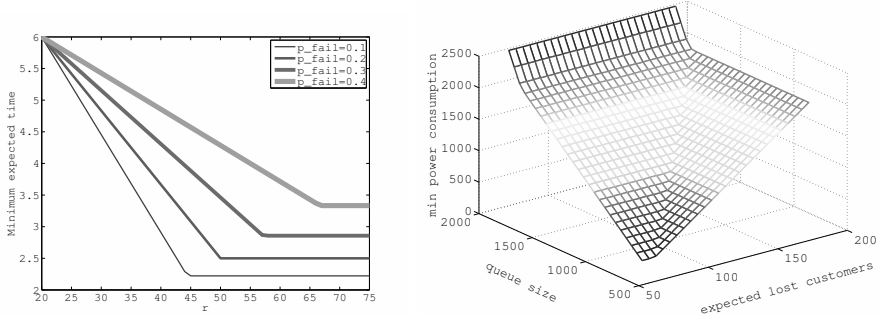 6
5.5
5
4.5
4
3.5
3
2.5
2
Minimum expected time
20 25 30 35 40 45 50 55 60 65 70 75
r
p_fail=0.1
p_fail=0.2
p_fail=0.3
p_fail=0.4
2500
2000
1500
1000
500
0
min power consumption
2000
1500
1000
500
queue size
50
100
150
200
expected lost customers